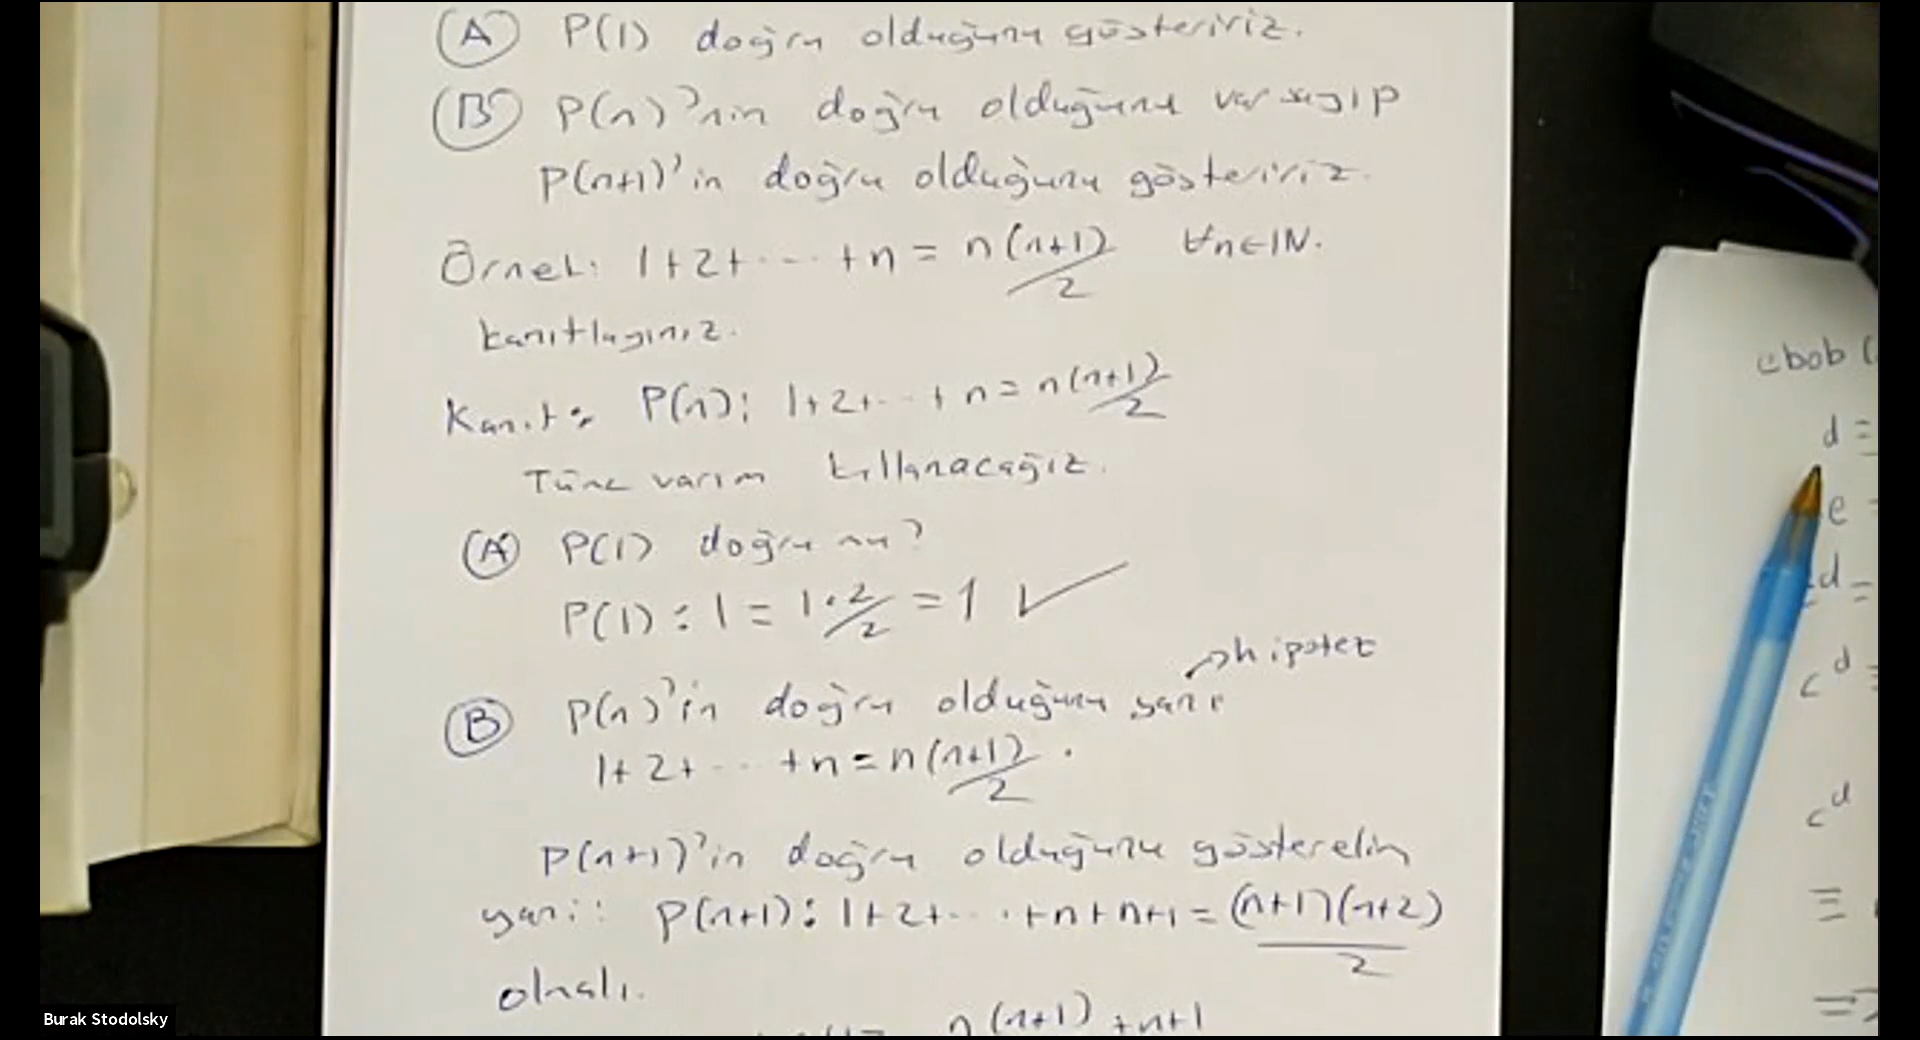 (A) P(1) doğru olduğunu gösteririz.
(B) P(n)'nin doğru olduğunu varsayıp
P(n+1)'in doğru olduğunu gösteririz.
Örnek: 1+2+...+n = n(n+1)/2 ∀n∈ℕ.
kanıtlayınız.
Kanıt: P(n): 1+2+...+n = n(n+1)/2
Tüme varım kullanacağız.
(A) P(1) doğru mu?
P(1): 1 = 1·2/2 = 1 ✓
→hipotez
(B) P(n)'in doğru olduğunu yani
1+2+...+n = n(n+1)/2.
P(n+1)'in doğru olduğunu gösterelim
yani: P(n+1): 1+2+...+n+n+1 = (n+1)(n+2)/2
olmalı.
n(n+1) +n+1
ebob (
d =
e
d =
c^d
c^d
≡
⇒
Burak Stodolsky